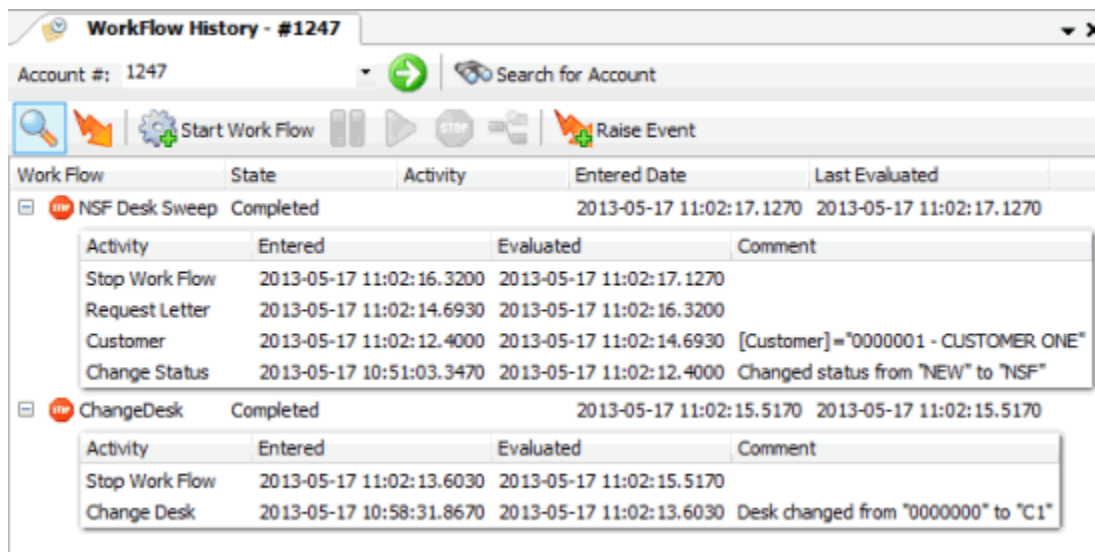 WorkFlow History - #1247
Account #: 1247 Search for Account
Start Work Flow STOP Raise Event
Work Flow State Activity Entered Date Last Evaluated
STOP NSF Desk Sweep Completed 2013-05-17 11:02:17.1270 2013-05-17 11:02:17.1270
Activity Entered Evaluated Comment
Stop Work Flow 2013-05-17 11:02:16.3200 2013-05-17 11:02:17.1270
Request Letter 2013-05-17 11:02:14.6930 2013-05-17 11:02:16.3200
Customer 2013-05-17 11:02:12.4000 2013-05-17 11:02:14.6930 [Customer]="0000001 - CUSTOMER ONE"
Change Status 2013-05-17 10:51:03.3470 2013-05-17 11:02:12.4000 Changed status from "NEW" to "NSF"
STOP ChangeDesk Completed 2013-05-17 11:02:15.5170 2013-05-17 11:02:15.5170
Activity Entered Evaluated Comment
Stop Work Flow 2013-05-17 11:02:13.6030 2013-05-17 11:02:15.5170
Change Desk 2013-05-17 10:58:31.8670 2013-05-17 11:02:13.6030 Desk changed from "0000000" to "C1"